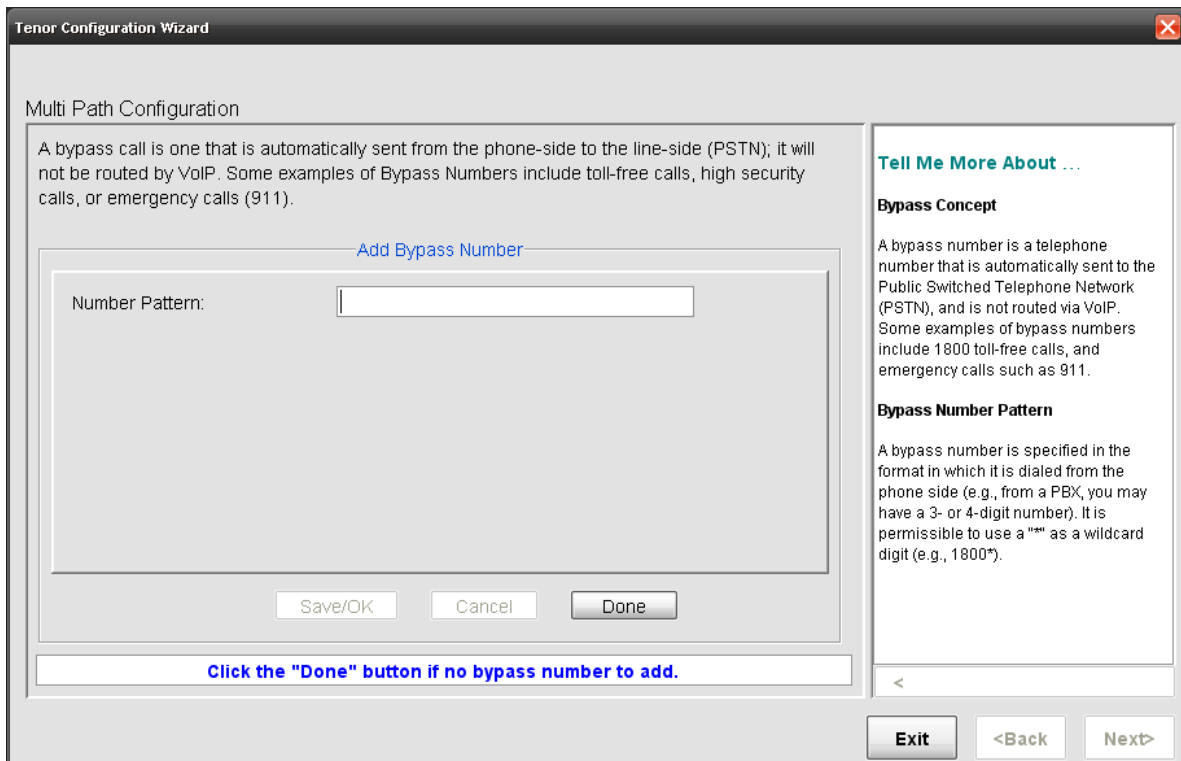 Tenor Configuration Wizard
Multi Path Configuration
A bypass call is one that is automatically sent from the phone-side to the line-side (PSTN); it will
not be routed by VoIP. Some examples of Bypass Numbers include toll-free calls, high security
calls, or emergency calls (911).
Add Bypass Number
Number Pattern:
Save/OK Cancel Done
Click the "Done" button if no bypass number to add.
Tell Me More About ...
Bypass Concept
A bypass number is a telephone
number that is automatically sent to the
Public Switched Telephone Network
(PSTN), and is not routed via VoIP.
Some examples of bypass numbers
include 1800 toll-free calls, and
emergency calls such as 911.
Bypass Number Pattern
A bypass number is specified in the
format in which it is dialed from the
phone side (e.g., from a PBX, you may
have a 3- or 4-digit number). It is
permissible to use a "*" as a wildcard
digit (e.g., 1800*).
<
Exit <Back Next>